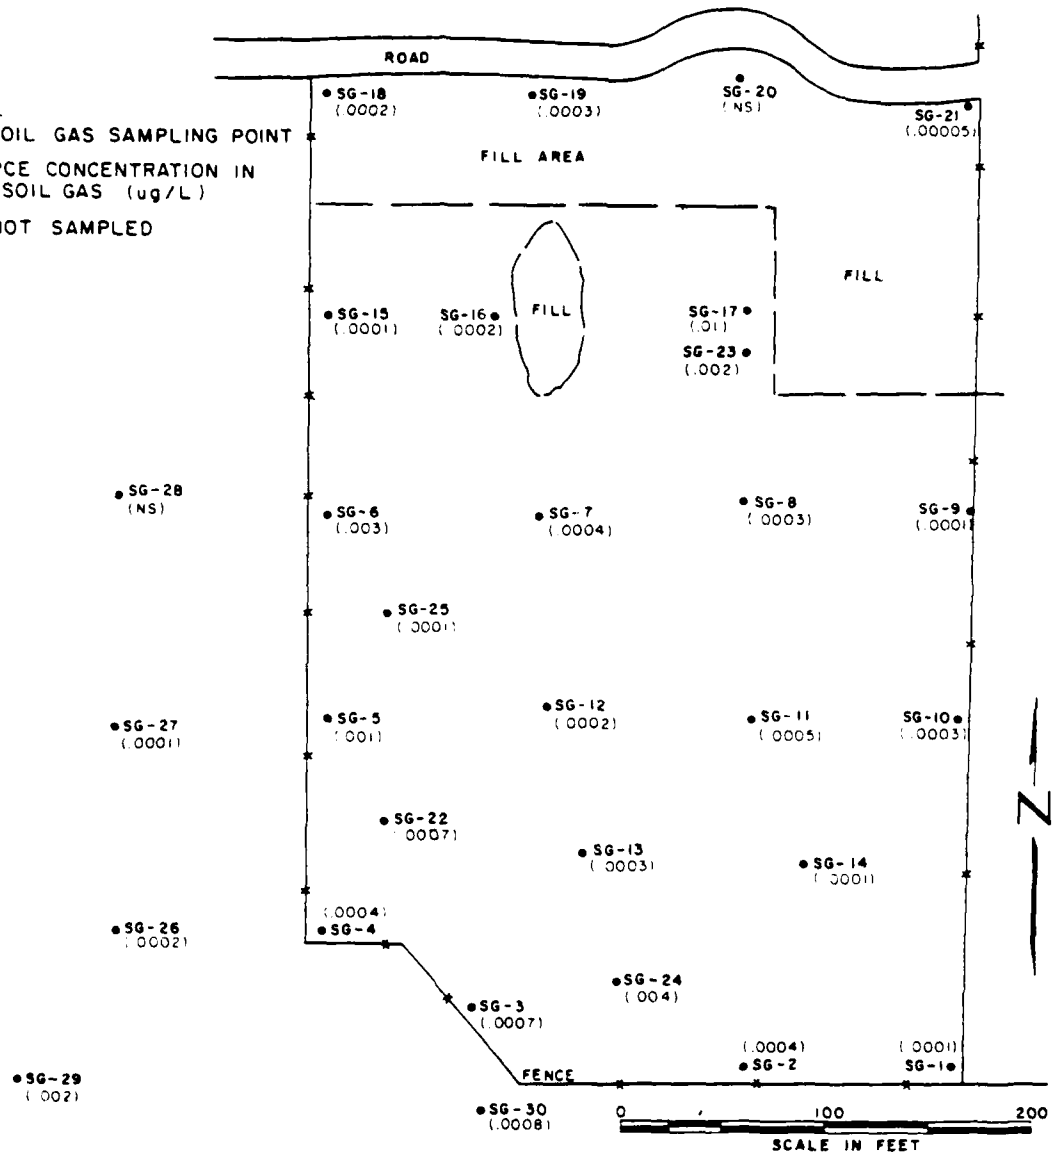 ROAD
SG-18
(.0002)
SG-19
(.0003)
SG-20
(NS)
SG-21
(.00005)
OIL GAS SAMPLING POINT
PCE CONCENTRATION IN
SOIL GAS (ug/L)
NOT SAMPLED
FILL AREA
FILL
SG-15
(.0001)
SG-16
(.0002)
FILL
SG-17
(.01)
SG-23
(.002)
SG-28
(NS)
SG-6
(.003)
SG-7
(.0004)
SG-8
(.0003)
SG-9
(.0001)
SG-25
(.0001)
SG-27
(.0001)
SG-5
(.001)
SG-12
(.0002)
SG-11
(.0005)
SG-10
(.0003)
SG-22
(.0007)
SG-13
(.0003)
SG-14
(.0001)
SG-26
(.0002)
(.0004)
SG-4
SG-24
(.004)
SG-3
(.0007)
(.0004)
SG-2
(.0001)
SG-1
SG-29
(.002)
FENCE
SG-30
(.0008)
0 100 200
SCALE IN FEET
N